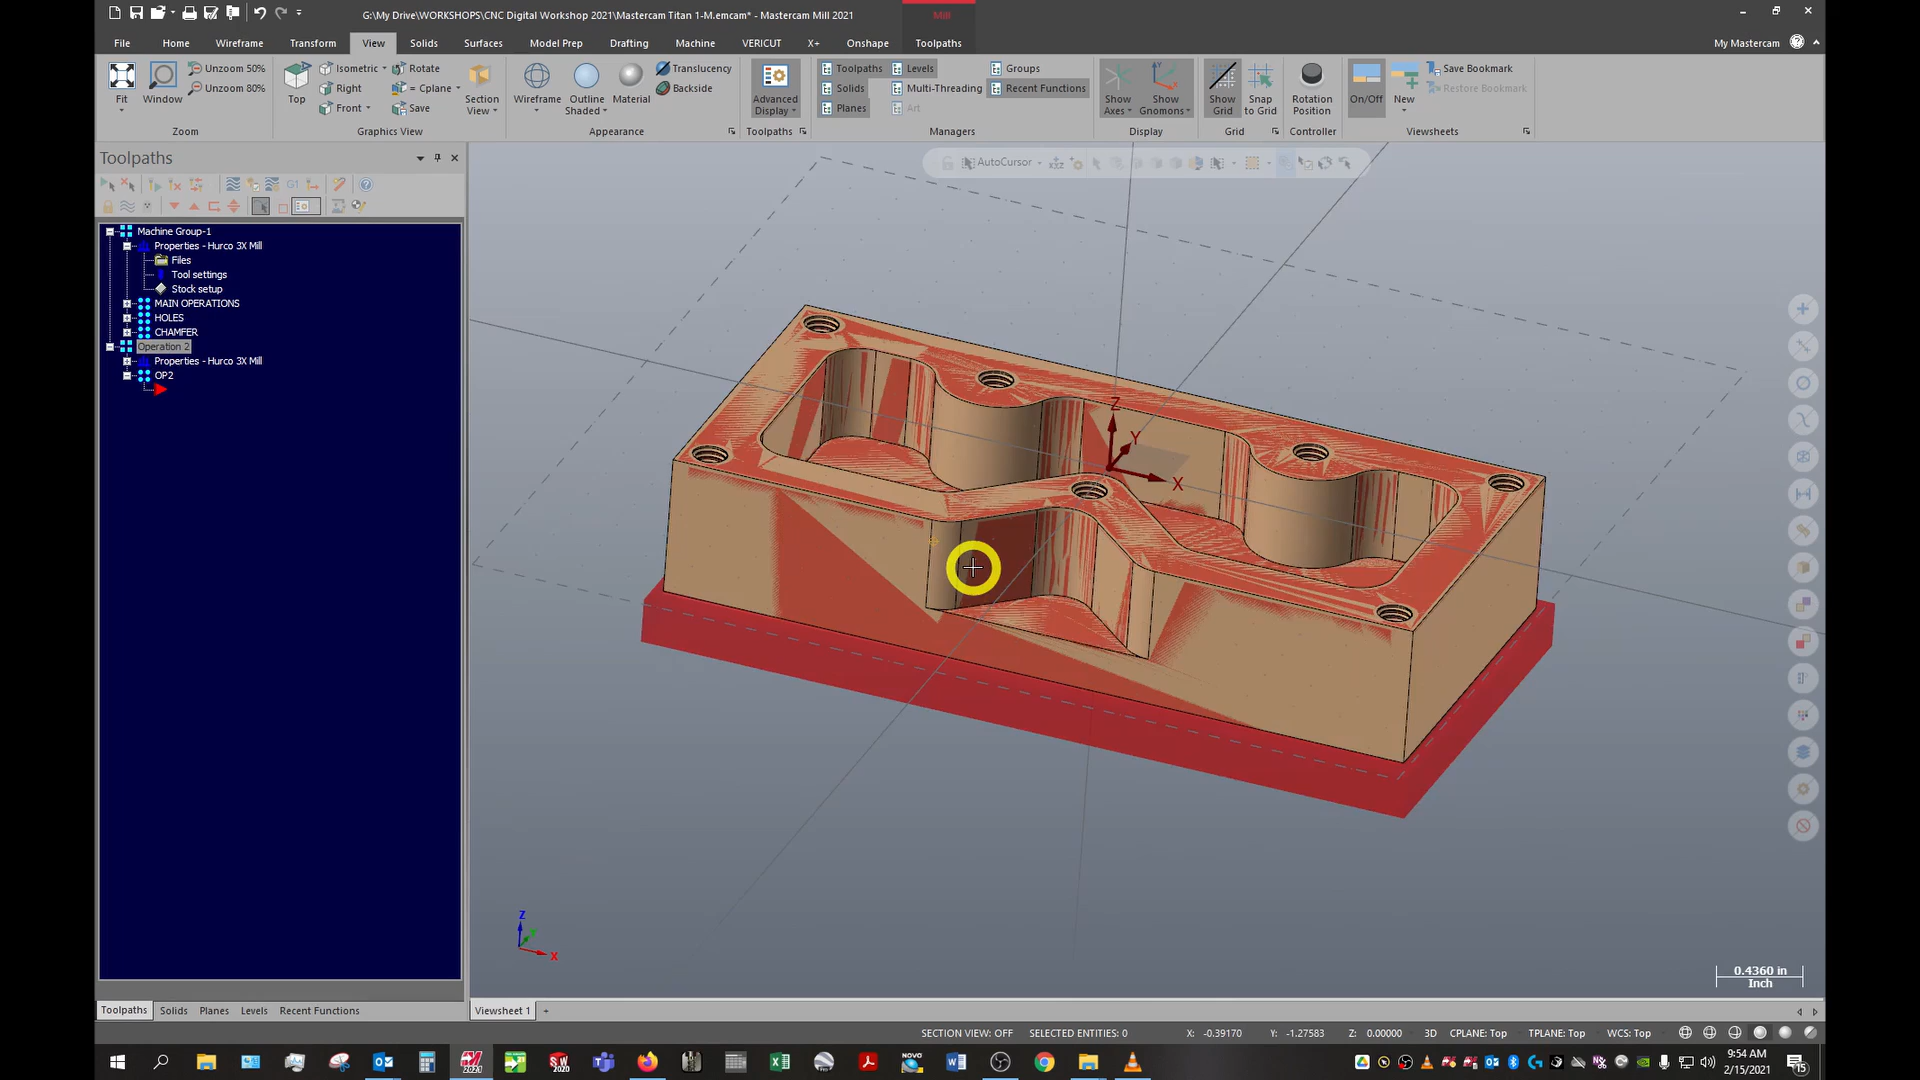 G:\My Drive\WORKSHOPS\CNC Digital Workshop 2021\Mastercam Titan 1-M.emcam* - Mastercam Mill 2021
Mill
File Home Wireframe Transform View Solids Surfaces Model Prep Drafting Machine VERICUT X+ Onshape Toolpaths My Mastercam
Fit
Window
Unzoom 50%
Unzoom 80%
Zoom
Top
Isometric
Right
Front
Rotate
= Cplane
Save
Section View
Graphics View
Wireframe
Outline Shaded
Material
Translucency
Backside
Appearance
Advanced Display
Toolpaths
Toolpaths
Solids
Planes
Levels
Multi-Threading
Art
Groups
Recent Functions
Managers
Show Axes
Show Gnomons
Display
Show Grid
Snap to Grid
Grid
Rotation Position
Controller
On/Off
New
Save Bookmark
Restore Bookmark
Viewsheets
Toolpaths
AutoCursor
G1
Machine Group-1
Properties - Hurco 3X Mill
Files
Tool settings
Stock setup
MAIN OPERATIONS
HOLES
CHAMFER
Operation 2
Properties - Hurco 3X Mill
OP2
Z
Y
X
Z
Y
X
0.4360 in
Inch
Toolpaths Solids Planes Levels Recent Functions
Viewsheet 1 +
SECTION VIEW: OFF SELECTED ENTITIES: 0 X: -0.39170 Y: -1.27583 Z: 0.00000 3D CPLANE: Top TPLANE: Top WCS: Top
9:54 AM
2/15/2021
15